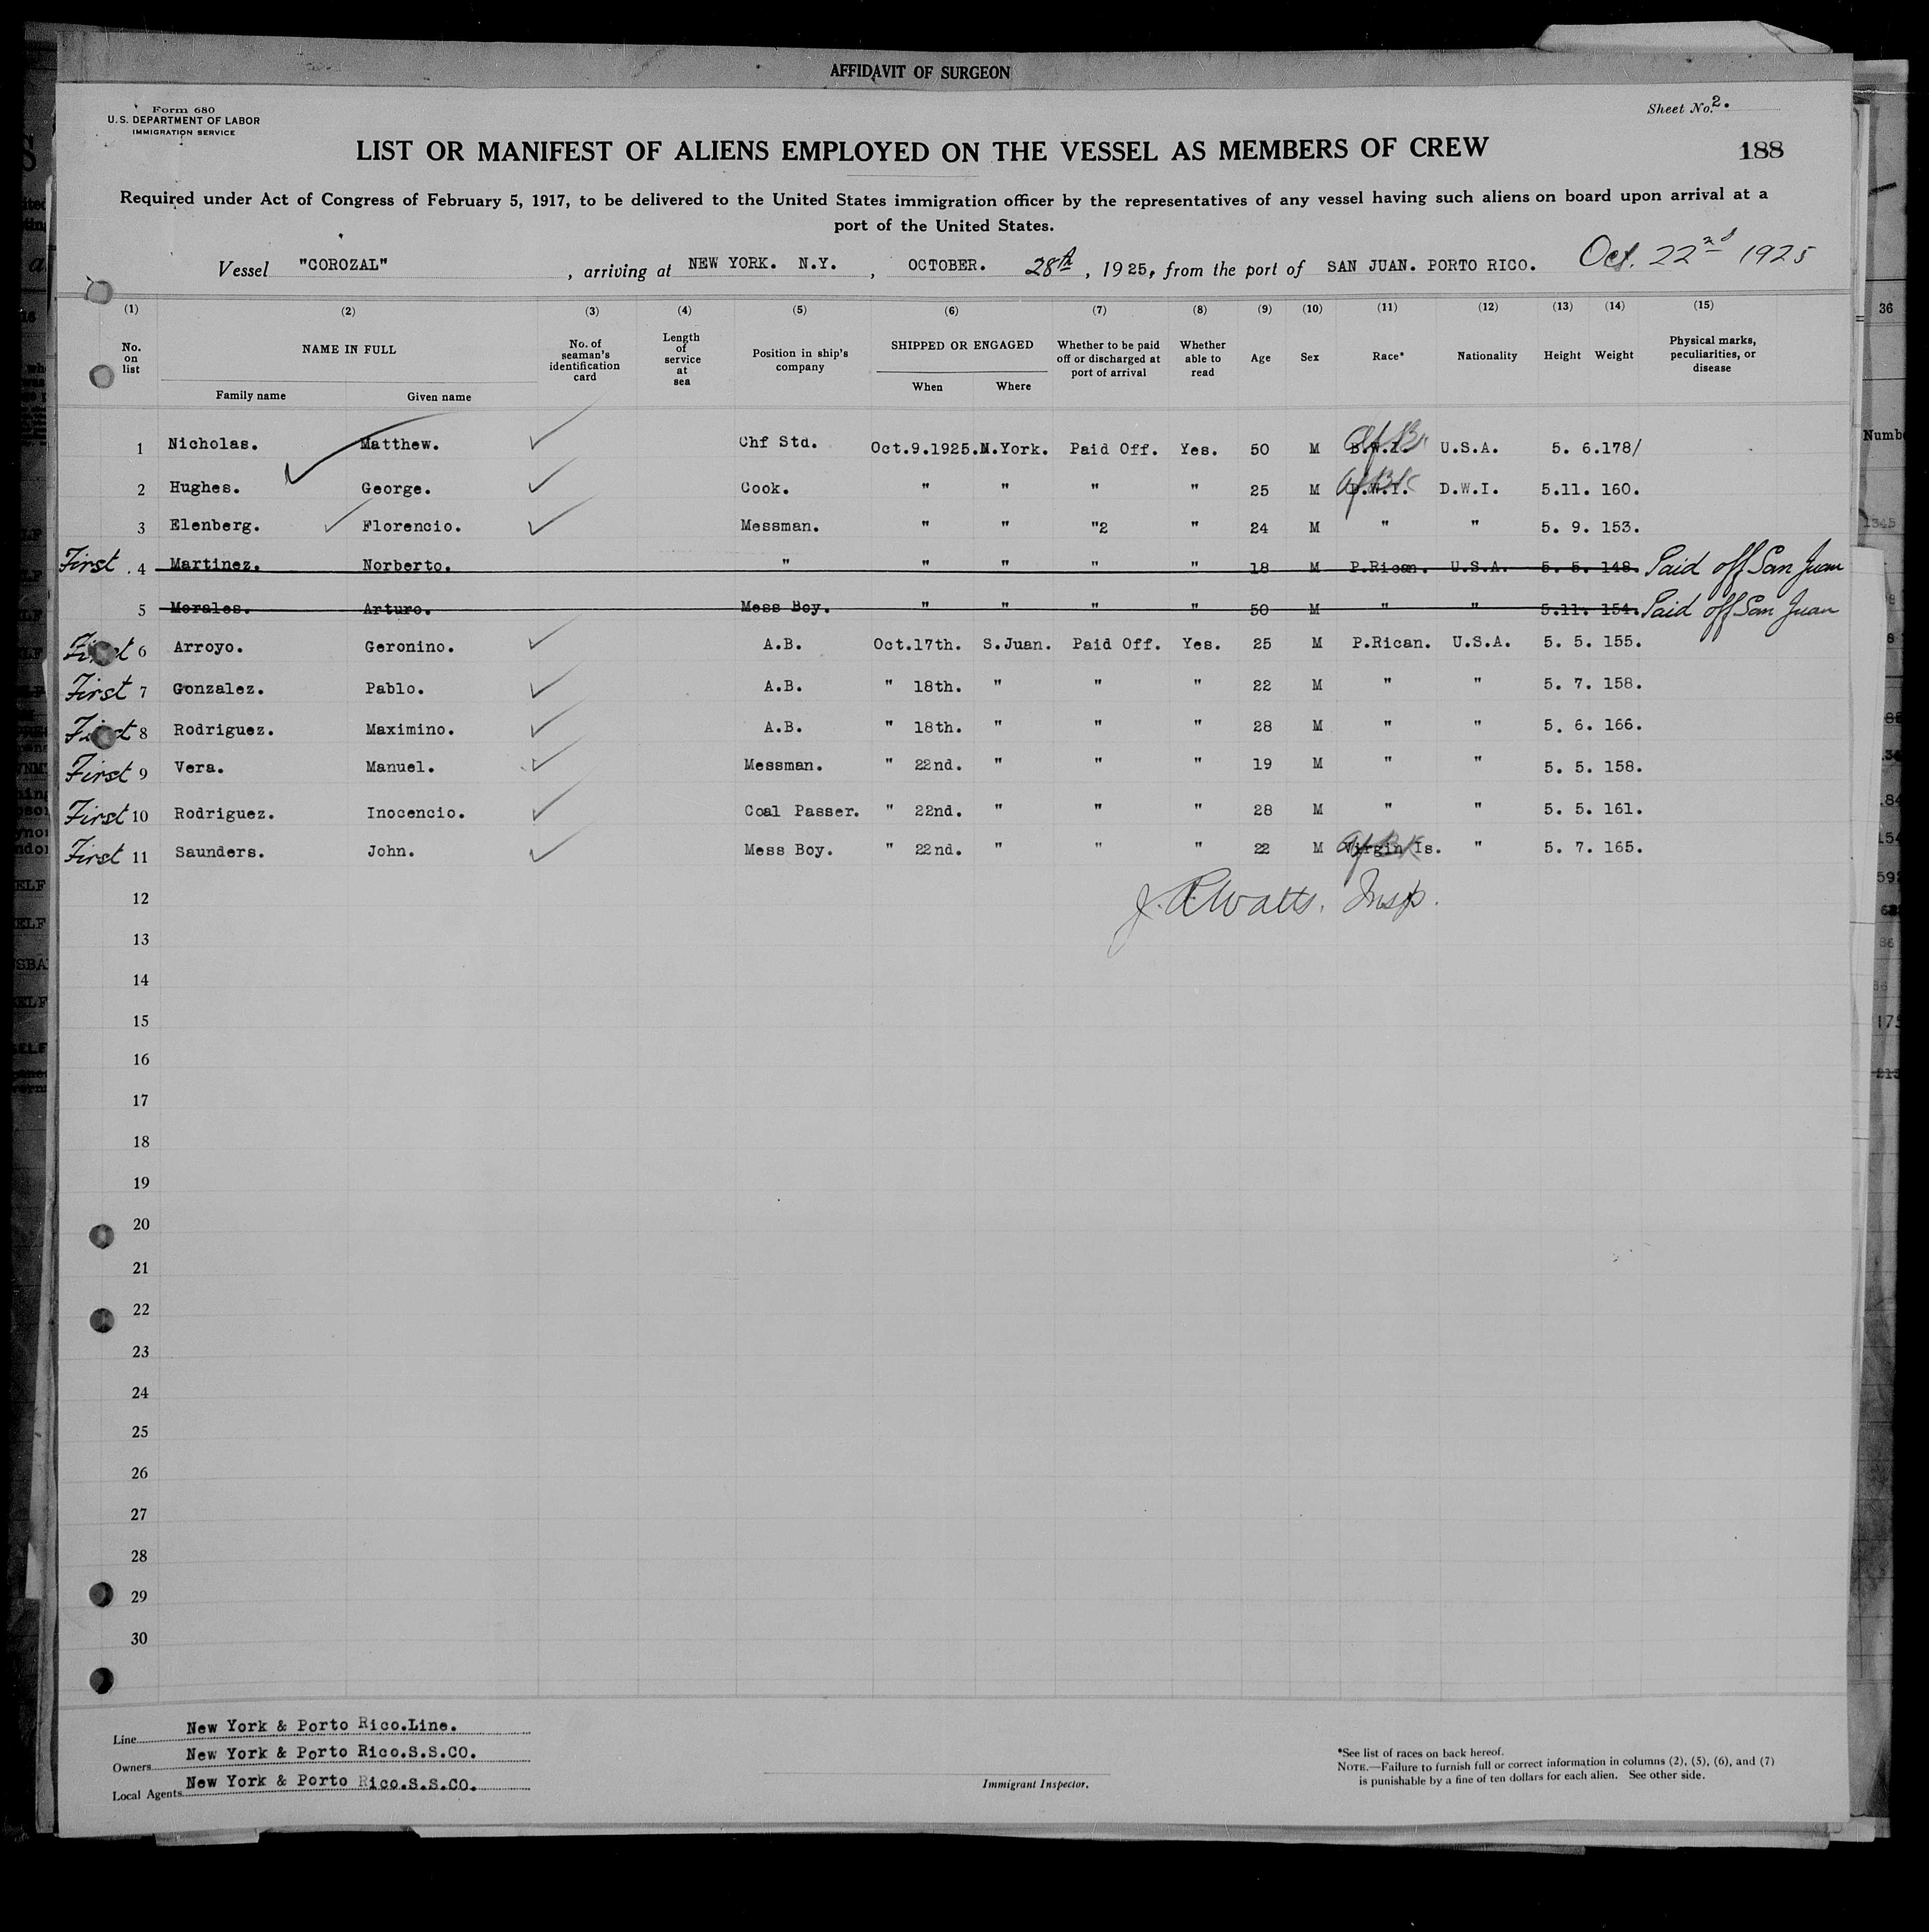 AFFIDAVIT OF SURGEON
Form 680
U.S. DEPARTMENT OF LABOR
IMMIGRATION SERVICE
Sheet No. 2.
LIST OR MANIFEST OF ALIENS EMPLOYED ON THE VESSEL AS MEMBERS OF CREW
188
Required under Act of Congress of February 5, 1917, to be delivered to the United States immigration officer by the representatives of any vessel having such aliens on board upon arrival at a
port of the United States.
Vessel "COROZAL", arriving at NEW YORK. N.Y., OCTOBER. 28th, 1925, from the port of SAN JUAN. PORTO RICO. Oct. 22nd 1925
(1) (2) (3) (4) (5) (6) (7) (8) (9) (10) (11) (12) (13) (14) (15)
No. on list NAME IN FULL No. of seaman's identification card Length of service at sea Position in ship's company SHIPPED OR ENGAGED Whether to be paid off or discharged at port of arrival Whether able to read Age Sex Race* Nationality Height Weight Physical marks, peculiarities, or disease
Family name Given name When Where
1 Nicholas. Matthew. Chf Std. Oct.9.1925. N.York. Paid Off. Yes. 50 M B.W.I. U.S.A. 5. 6. 178/
2 Hughes. George. Cook. " " " " 25 M D.W.I. Af Blk D.W.I. 5.11. 160.
3 Elenberg. Florencio. Messman. " " "2 " 24 M " " 5. 9. 153.
First 4 Martinez. Norberto. " " " " " 18 M P.Rican. U.S.A. 5. 5. 148. Paid off San Juan
5 Morales. Arturo. Mess Boy. " " " " 50 M " " 5.11. 154. Paid off San Juan
First 6 Arroyo. Geronino. A.B. Oct.17th. S.Juan. Paid Off. Yes. 25 M P.Rican. U.S.A. 5. 5. 155.
First 7 Gonzalez. Pablo. A.B. " 18th. " " " 22 M " " 5. 7. 158.
First 8 Rodriguez. Maximino. A.B. " 18th. " " " 28 M " " 5. 6. 166.
First 9 Vera. Manuel. Messman. " 22nd. " " " 19 M " " 5. 5. 158.
First 10 Rodriguez. Inocencio. Coal Passer. " 22nd. " " " 28 M " " 5. 5. 161.
First 11 Saunders. John. Mess Boy. " 22nd. " " " 22 M Virgin Is. Af Blk " 5. 7. 165.
12
J. R. Watts. Insp.
13
14
15
16
17
18
19
20
21
22
23
24
25
26
27
28
29
30
Line New York & Porto Rico.Line.
Owners New York & Porto Rico.S.S.CO.
Local Agents New York & Porto Rico.S.S.CO.
Immigrant Inspector.
*See list of races on back hereof.
NOTE.—Failure to furnish full or correct information in columns (2), (5), (6), and (7)
is punishable by a fine of ten dollars for each alien. See other side.